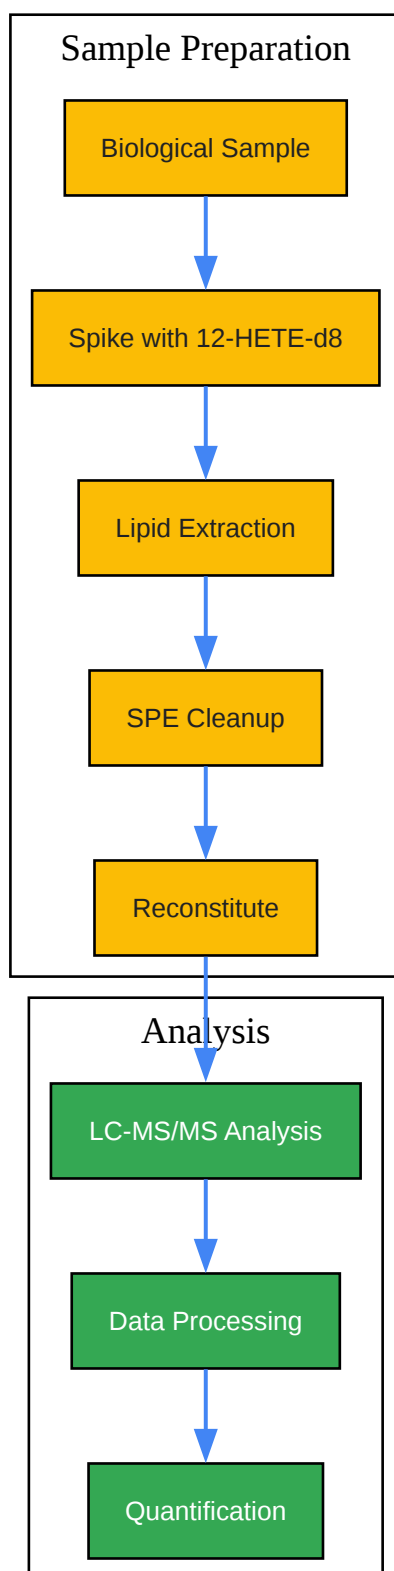 Sample Preparation
Biological Sample
Spike with 12-HETE-d8
Lipid Extraction
SPE Cleanup
Reconstitute
Analysis
LC-MS/MS Analysis
Data Processing
Quantification